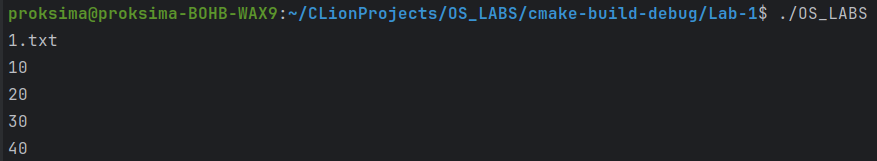 proksima@proksima-BOHB-WAX9:~/CLionProjects/OS_LABS/cmake-build-debug/Lab-1$ ./OS_LABS
1.txt
10
20
30
40